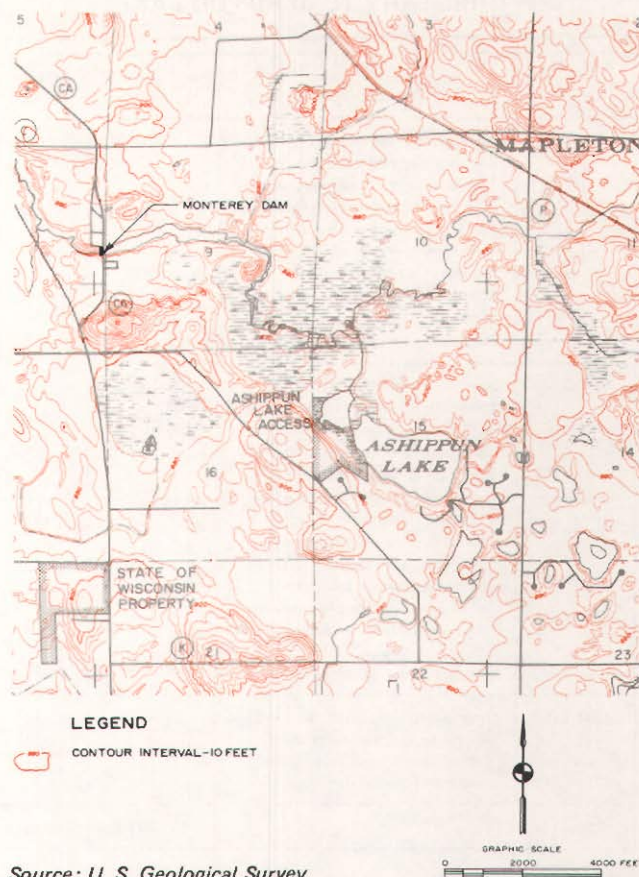 5
4
3
CA
MAPLETON
P
MONTEREY DAM
9
10
11
CQ
ASHIPPUN
LAKE
ACCESS
15
ASHIPPUN
LAKE
14
16
STATE OF
WISCONSIN
PROPERTY
K
21
22
23
LEGEND
CONTOUR INTERVAL-10 FEET
GRAPHIC SCALE
0 2000 4000 FEET
Source: U. S. Geological Survey